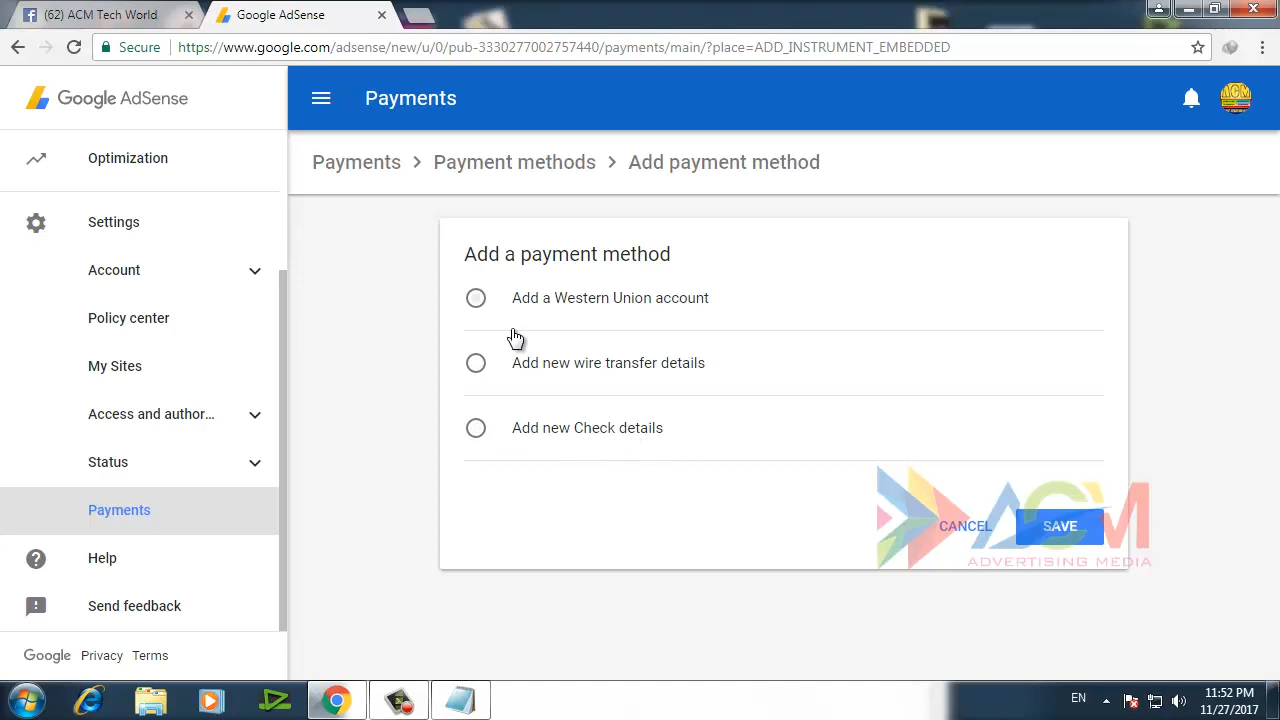 (62) ACM Tech World
Google AdSense
Secure
https://www.google.com/adsense/new/u/0/pub-3330277002757440/payments/main/?place=ADD_INSTRUMENT_EMBEDDED
Google AdSense
Payments
ACM
Optimization
Payments > Payment methods > Add payment method
Settings
Account
Policy center
My Sites
Access and author...
Status
Payments
Help
Send feedback
Google Privacy Terms
Add a payment method
Add a Western Union account
Add new wire transfer details
Add new Check details
CANCEL
SAVE
ACM
ADVERTISING MEDIA
EN
11:52 PM
11/27/2017